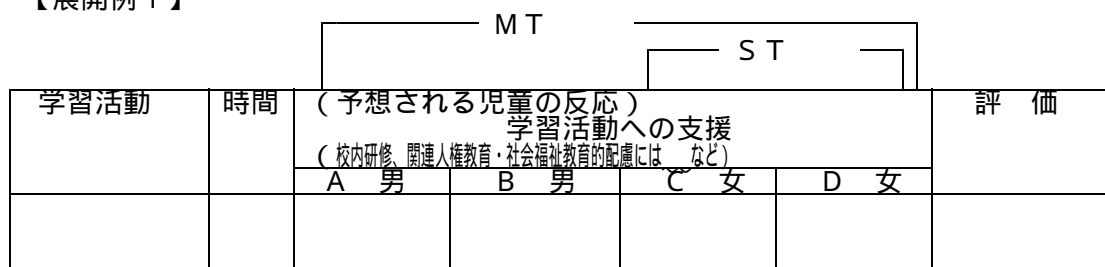 【展開例１】
ＭＴ
ＳＴ
学習活動 時間 （予想される児童の反応） 評　価
学習活動への支援
（校内研修、関連人権教育・社会福祉教育的配慮には　など）
Ａ　男 Ｂ　男 Ｃ　女 Ｄ　女